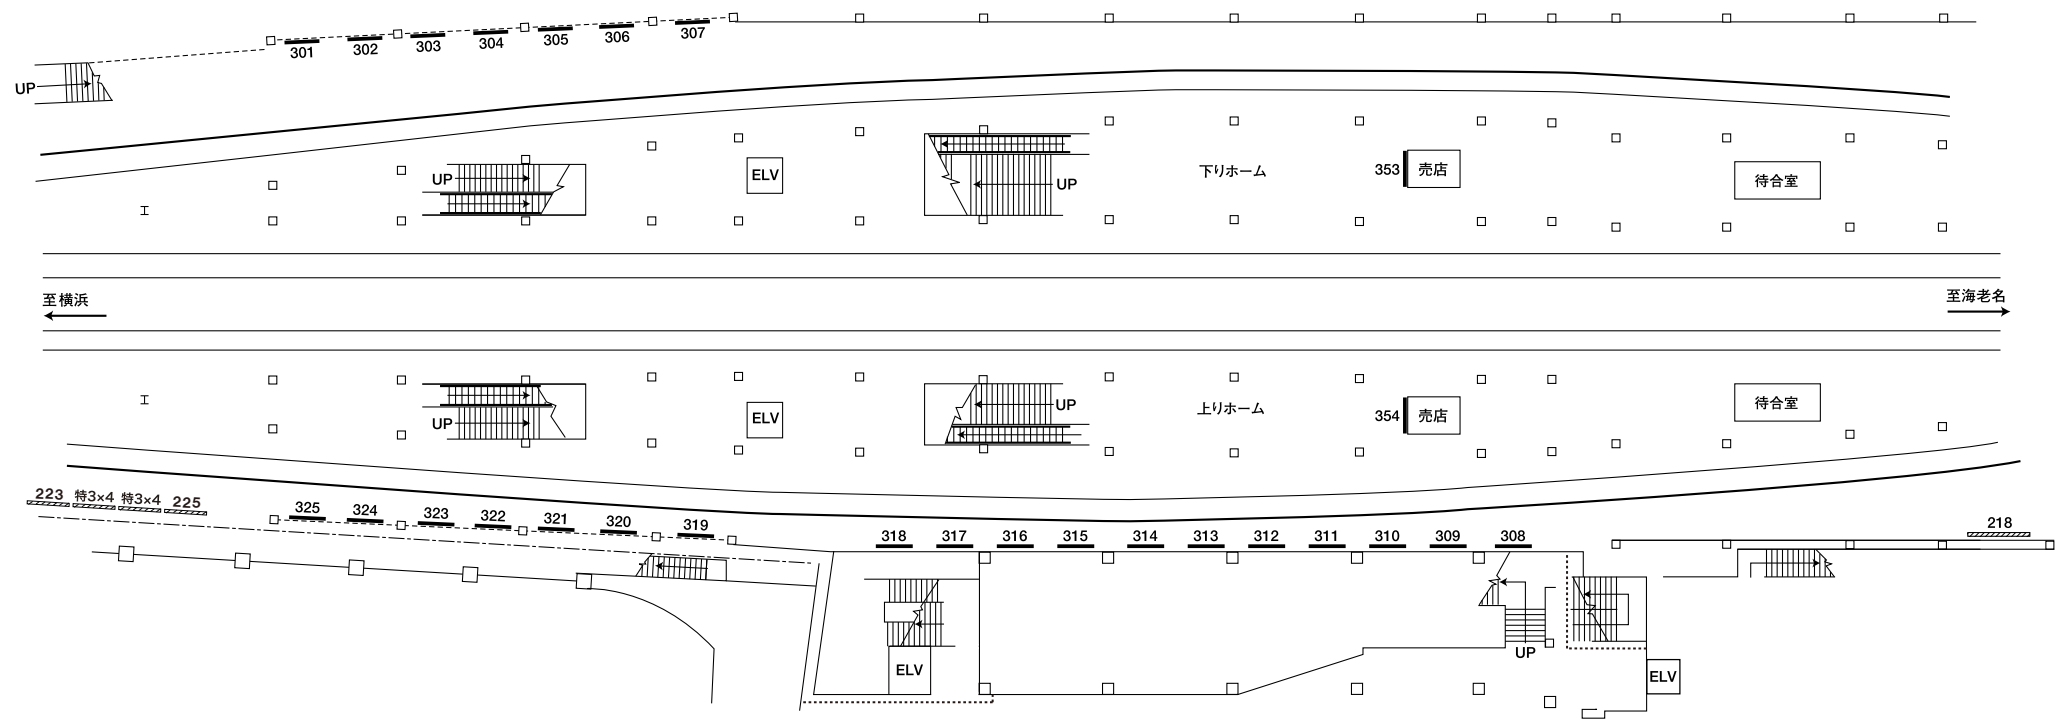 301 302 303 304 305 306 307
UP
UP
ELV
UP
下りホーム
353
売店
待合室
至横浜
至海老名
UP
ELV
UP
上りホーム
354
売店
待合室
223 特3×4 特3×4 225
325 324 323 322 321 320 319
318 317 316 315 314 313 312 311 310 309 308
218
ELV
UP
ELV